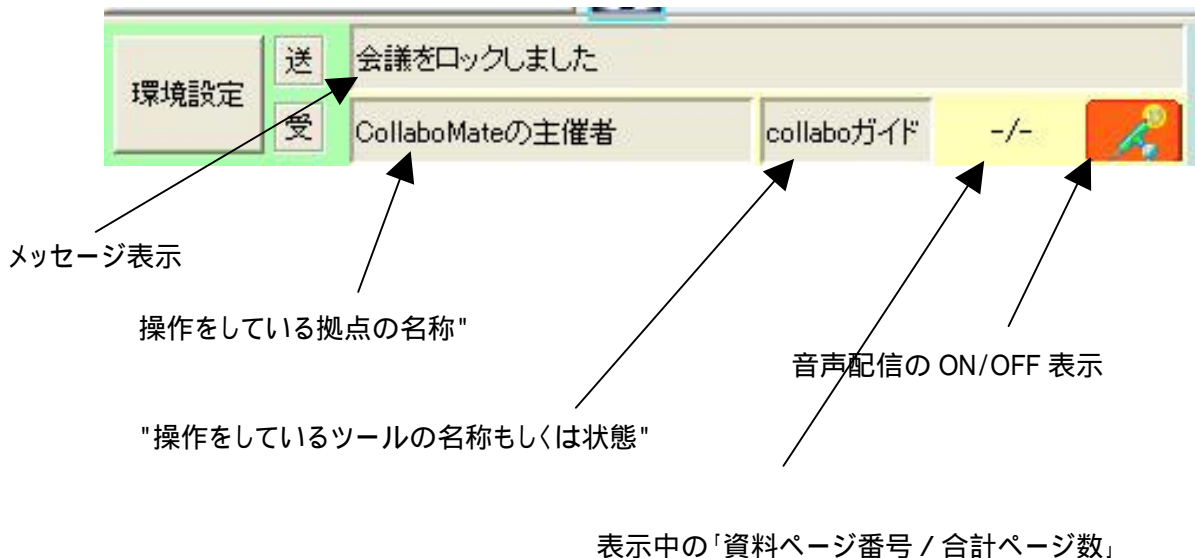 送 会議をロックしました
環境設定
受 CollaboMateの主催者 collaboガイド -/-
メッセージ表示
操作をしている拠点の名称"
音声配信の ON/OFF 表示
"操作をしているツールの名称もしくは状態"
表示中の「資料ページ番号 / 合計ページ数」